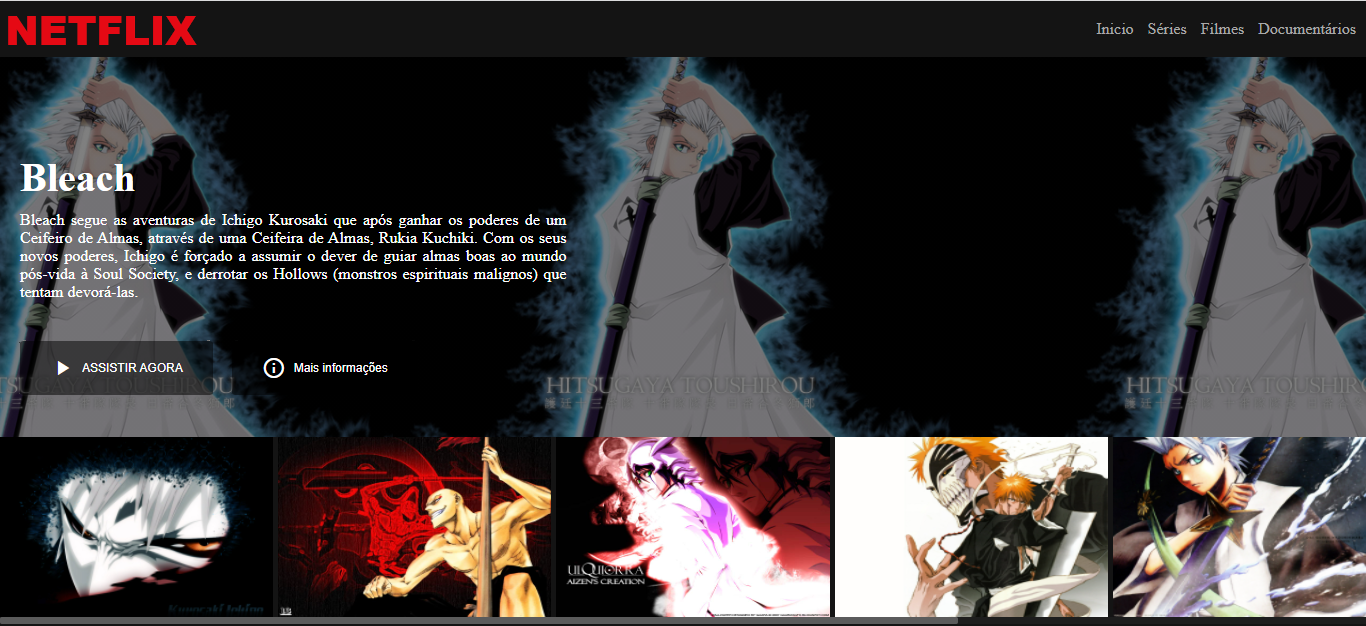 NETFLIX
Inicio Séries Filmes Documentários
Bleach
Bleach segue as aventuras de Ichigo Kurosaki que após ganhar os poderes de um
Ceifeiro de Almas, através de uma Ceifeira de Almas, Rukia Kuchiki. Com os seus
novos poderes, Ichigo é forçado a assumir o dever de guiar almas boas ao mundo
pós-vida à Soul Society, e derrotar os Hollows (monstros espirituais malignos) que
tentam devorá-las.
ASSISTIR AGORA
Mais informações
HITSUGAYA TOUSHIROU
HITSUGAYA TOUSHIROU
HITSUGAYA TOUSHIROU
Kurosaki Ichigo
ULQUIORRA
AIZEN'S CREATION